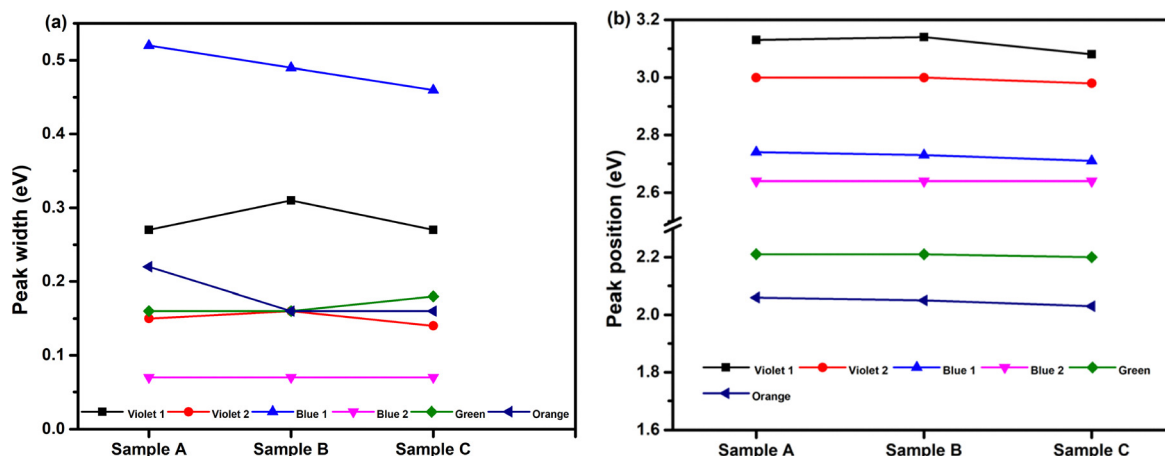 (a)
Peak width (eV)
0.5
0.4
0.3
0.2
0.1
0.0
Violet 1 Violet 2 Blue 1 Blue 2 Green Orange
Sample A Sample B Sample C
(b)
Peak position (eV)
3.2
3.0
2.8
2.6
2.2
2.0
1.8
1.6
Violet 1 Violet 2 Blue 1 Blue 2 Green
Orange
Sample A Sample B Sample C